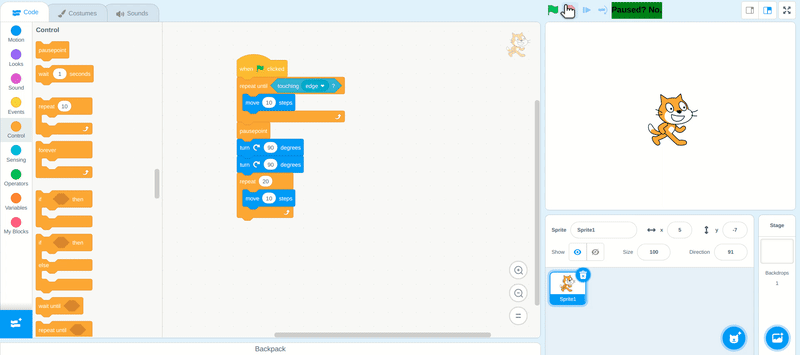 Code Costumes Sounds
Paused? No.
Motion
Looks
Sound
Events
Control
Sensing
Operators
Variables
My Blocks
Control
pausepoint
wait 1 seconds
repeat 10
forever
if then
if then
else
wait until
repeat until
when clicked
repeat until touching edge ?
move 10 steps
pausepoint
turn 90 degrees
turn 90 degrees
repeat 20
move 10 steps
Sprite Sprite1 x 5 y -7
Show Size 100 Direction 81
Sprite1
Stage
Backdrops
1
Backpack